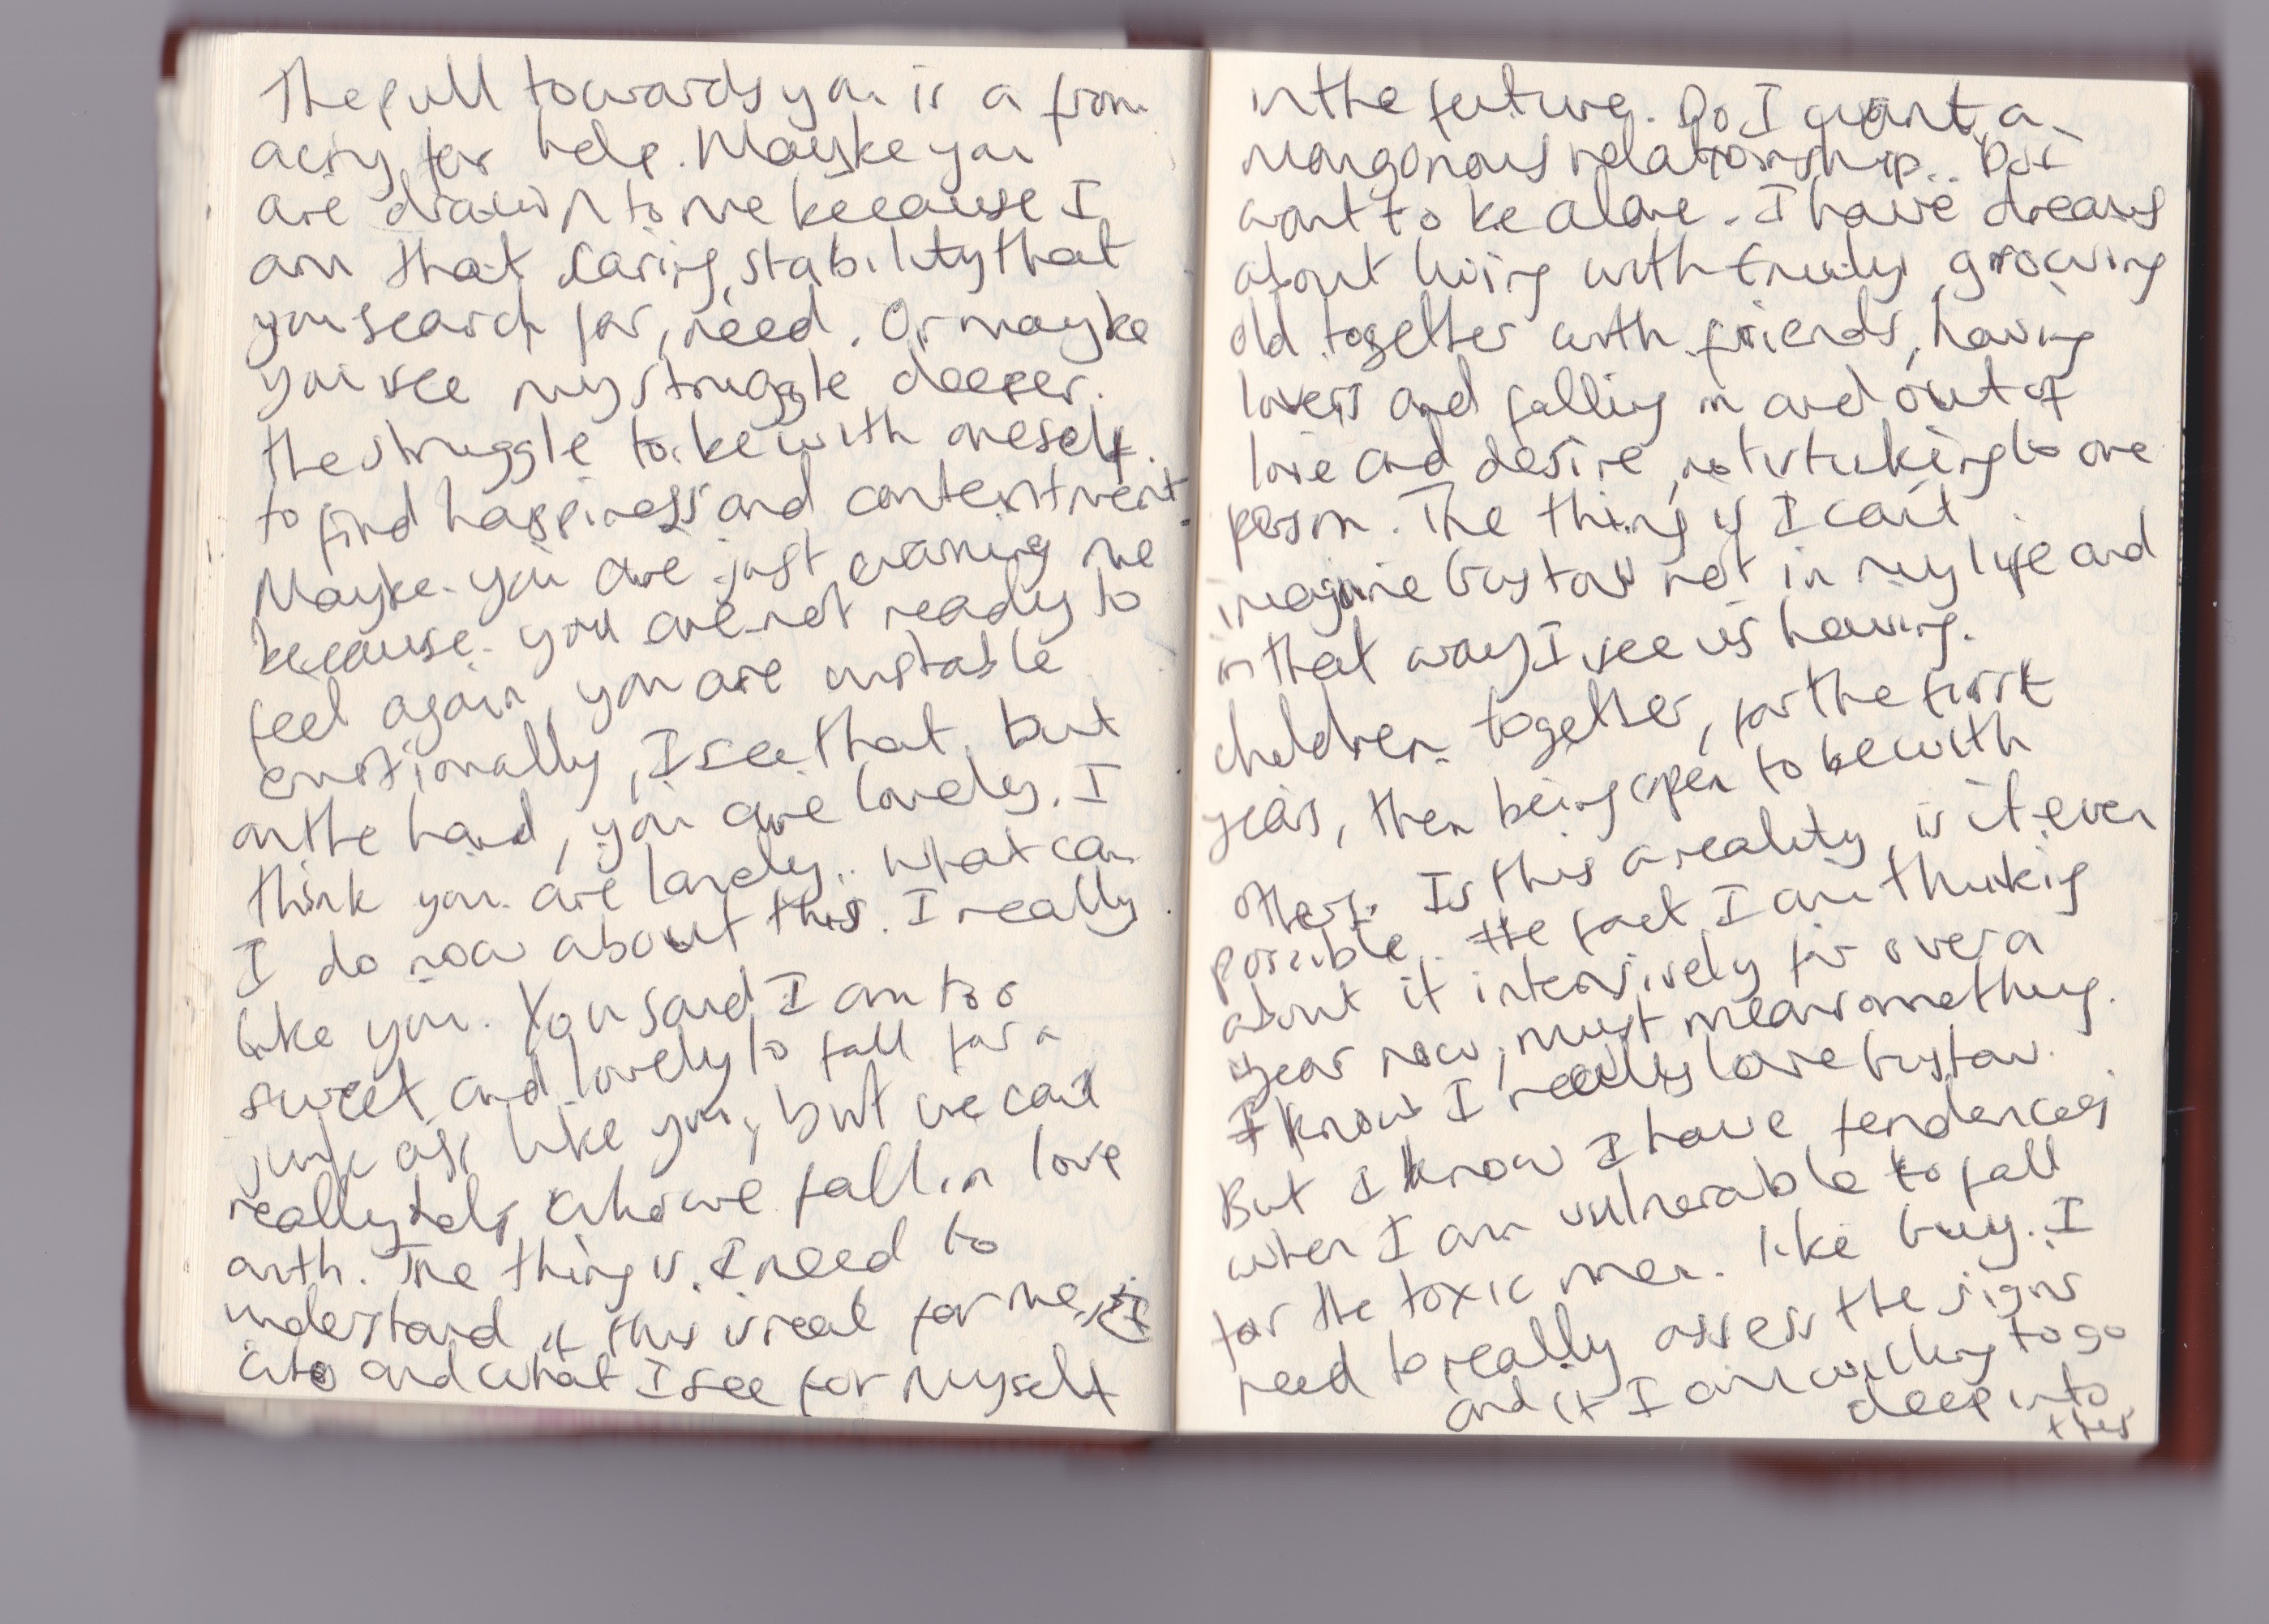 The pull towards you is a from
a cry for help. Mayke you
are drawn to me because I
am that caring, stability that
you search for, need. Or mayke
you see my struggle deeper.
the struggle to be with oneself.
to find happiness and contentment.
Mayke you are just warning me
because you are not ready to
feel again, you are unstable
emotionally, I see that, but
on the hand, you are lovely. I
think you are lovely.. what can
I do now about this. I really
like you. You said I am too
sweet and lovely to fall for a
junk ass like you, but we can't
really help who we fall in love
with. The thing is. I need to
understand if this is real for me,
into and what I see for myself
in the future. Do I want a
mongonous relationship.. Do I
want to be alone. I have dreams
about living with family, growing
old together with friends, having
lovers and falling in and out of
love and desire, not sticking to one
person. The thing is I can't
imagine Gustav not in my life and
in that way I see us having.
children together, for the first
years, then being open to be with
others. Is this a reality, is it even
possible.. the fact I am thinking
about it intensively for over a
year now, must mean something.
I know I really love Gustav.
But I know I have tendencies
when I am vulnerable to fall
for the toxic men. like Guy. I
need to really assess the signs
and if I am willing to go
deep into
this